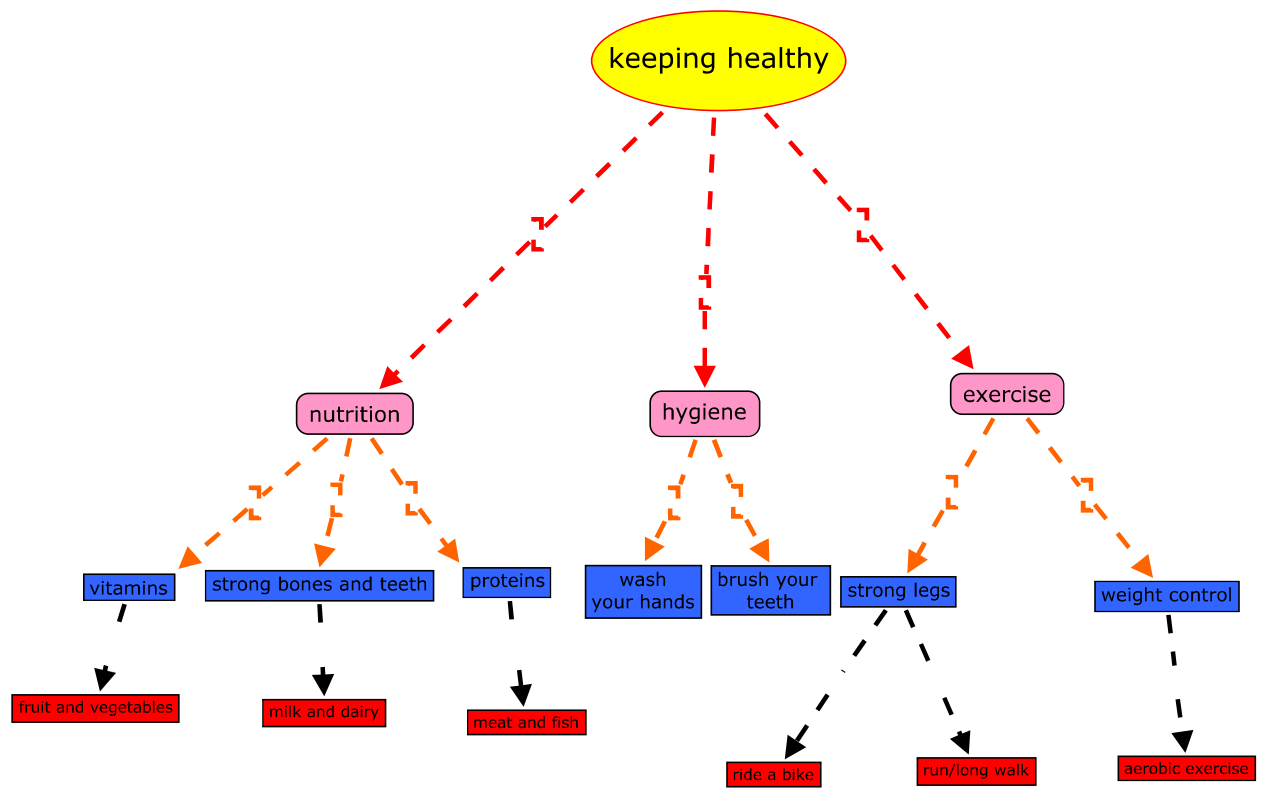 keeping healthy
nutrition
hygiene
exercise
vitamins
strong bones and teeth
proteins
wash
your hands
brush your
teeth
strong legs
weight control
fruit and vegetables
milk and dairy
meat and fish
ride a bike
run/long walk
aerobic exercise